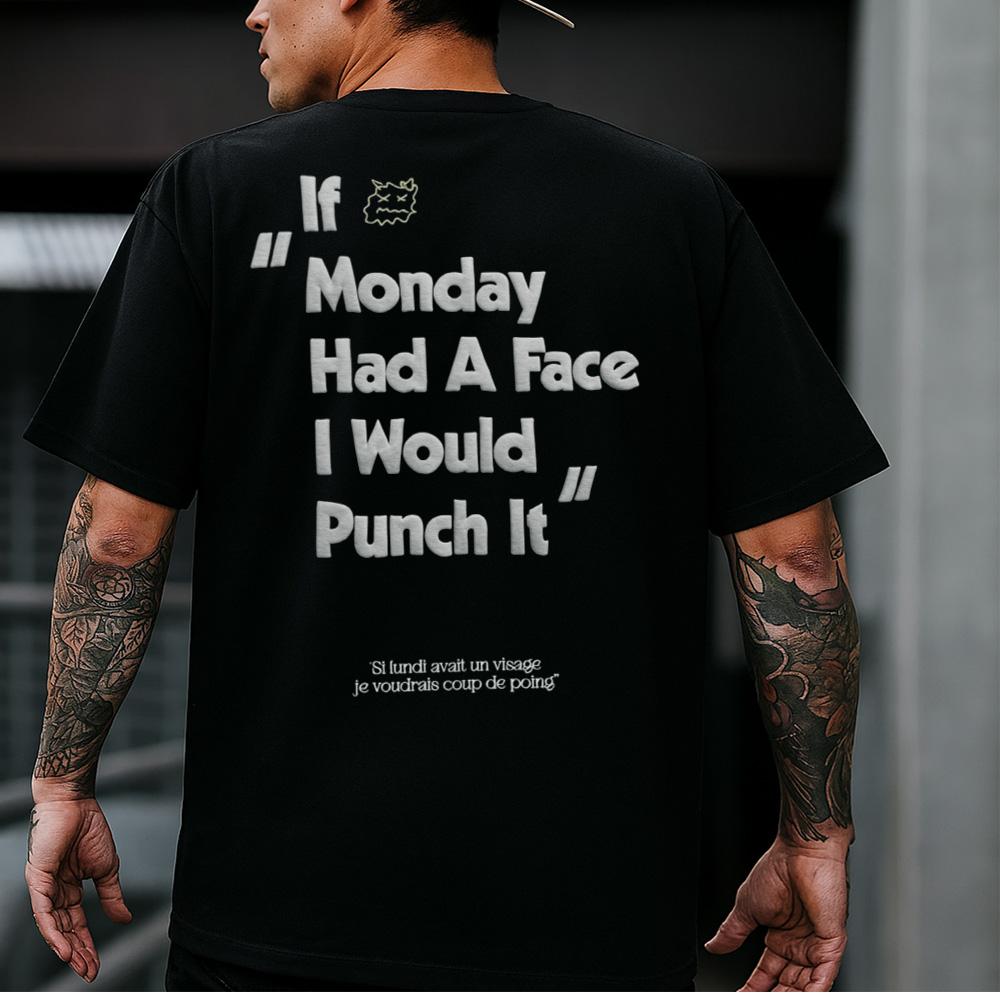 If
" Monday
Had A Face
I Would
Punch It "
"Si lundi avait un visage
je voudrais coup de poing"